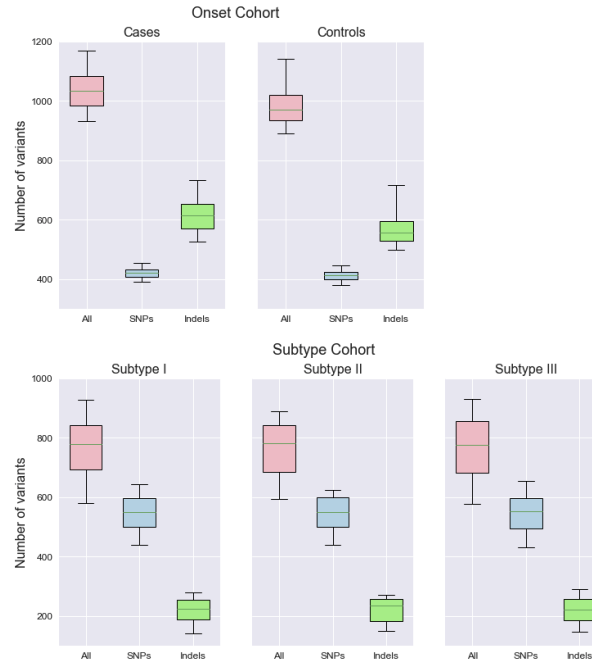 Onset Cohort
Cases
Controls
Number of variants
1200
1000
800
600
400
All SNPs Indels
All SNPs Indels
Subtype Cohort
Subtype I
Subtype II
Subtype III
Number of variants
1000
800
600
400
200
All SNPs Indels
All SNPs Indels
All SNPs Indels